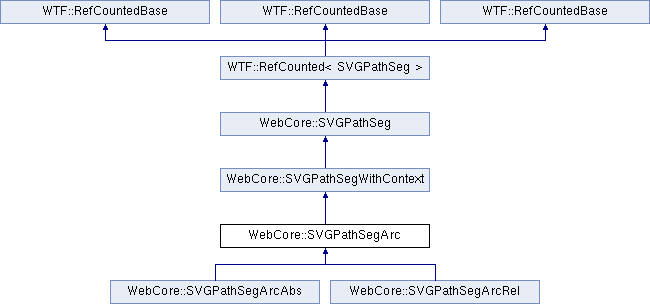 WTF::RefCountedBase WTF::RefCountedBase WTF::RefCountedBase
WTF::RefCounted< SVGPathSeg >
WebCore::SVGPathSeg
WebCore::SVGPathSegWithContext
WebCore::SVGPathSegArc
WebCore::SVGPathSegArcAbs WebCore::SVGPathSegArcRel